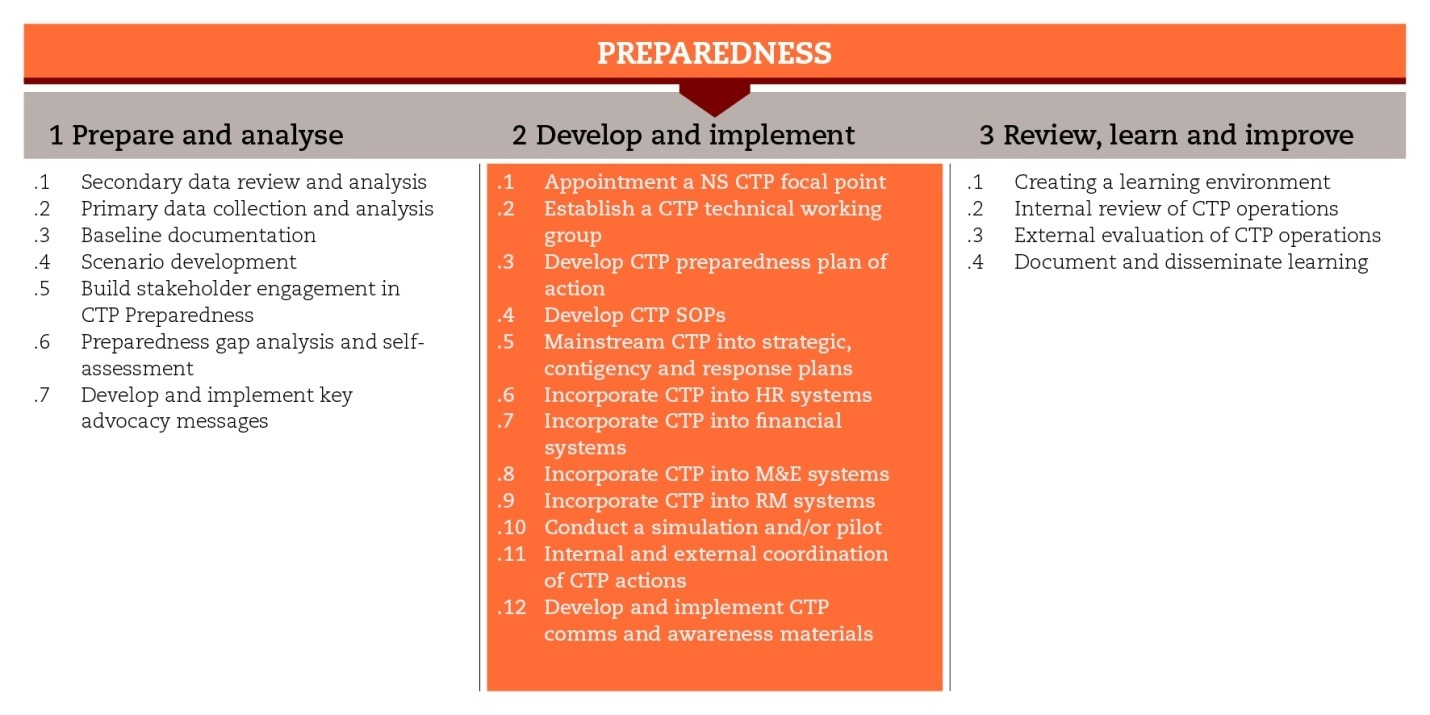 PREPAREDNESS
1 Prepare and analyse
.1 Secondary data review and analysis
.2 Primary data collection and analysis
.3 Baseline documentation
.4 Scenario development
.5 Build stakeholder engagement in
CTP Preparedness
.6 Preparedness gap analysis and self-
assessment
.7 Develop and implement key
advocacy messages
2 Develop and implement
.1 Appointment a NS CTP focal point
.2 Establish a CTP technical working
group
.3 Develop CTP preparedness plan of
action
.4 Develop CTP SOPs
.5 Mainstream CTP into strategic,
contigency and response plans
.6 Incorporate CTP into HR systems
.7 Incorporate CTP into financial
systems
.8 Incorporate CTP into M&E systems
.9 Incorporate CTP into RM systems
.10 Conduct a simulation and/or pilot
.11 Internal and external coordination
of CTP actions
.12 Develop and implement CTP
comms and awareness materials
3 Review, learn and improve
.1 Creating a learning environment
.2 Internal review of CTP operations
.3 External evaluation of CTP operations
.4 Document and disseminate learning